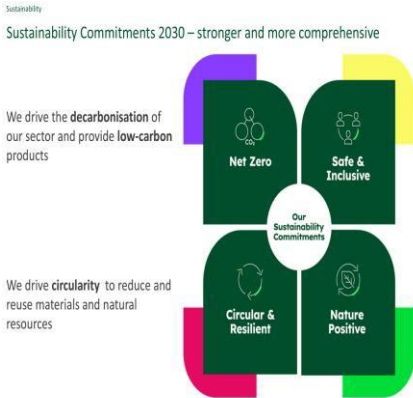 Sustainability
Sustainability Commitments 2030 – stronger and more comprehensive
We drive the decarbonisation of
our sector and provide low-carbon
products
CO₂
Net Zero
Safe &
Inclusive
Our
Sustainability
Commitments
We drive circularity to reduce and
reuse materials and natural
resources
Circular &
Resilient
Nature
Positive